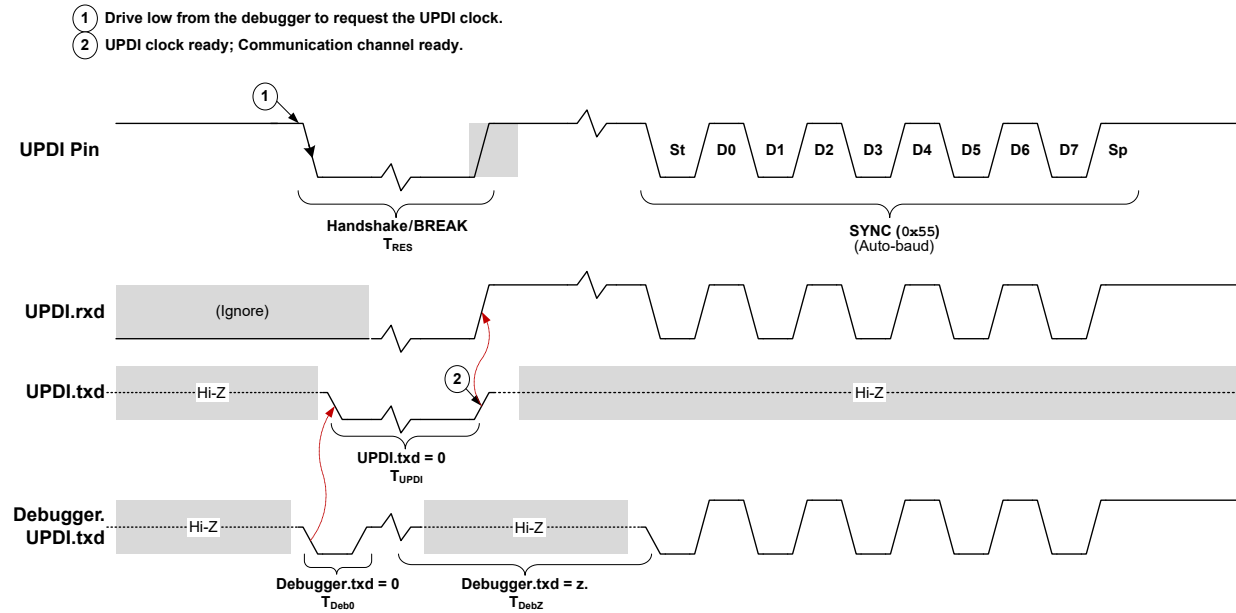 1 Drive low from the debugger to request the UPDI clock.
2 UPDI clock ready; Communication channel ready.
1
UPDI Pin
St D0 D1 D2 D3 D4 D5 D6 D7 Sp
Handshake/BREAK
TRES
SYNC (0x55)
(Auto-baud)
UPDI.rxd
(Ignore)
2
UPDI.txd
Hi-Z
Hi-Z
UPDI.txd = 0
TUPDI
Debugger.
UPDI.txd
Hi-Z
Hi-Z
Debugger.txd = 0
TDeb0
Debugger.txd = z.
TDebZ